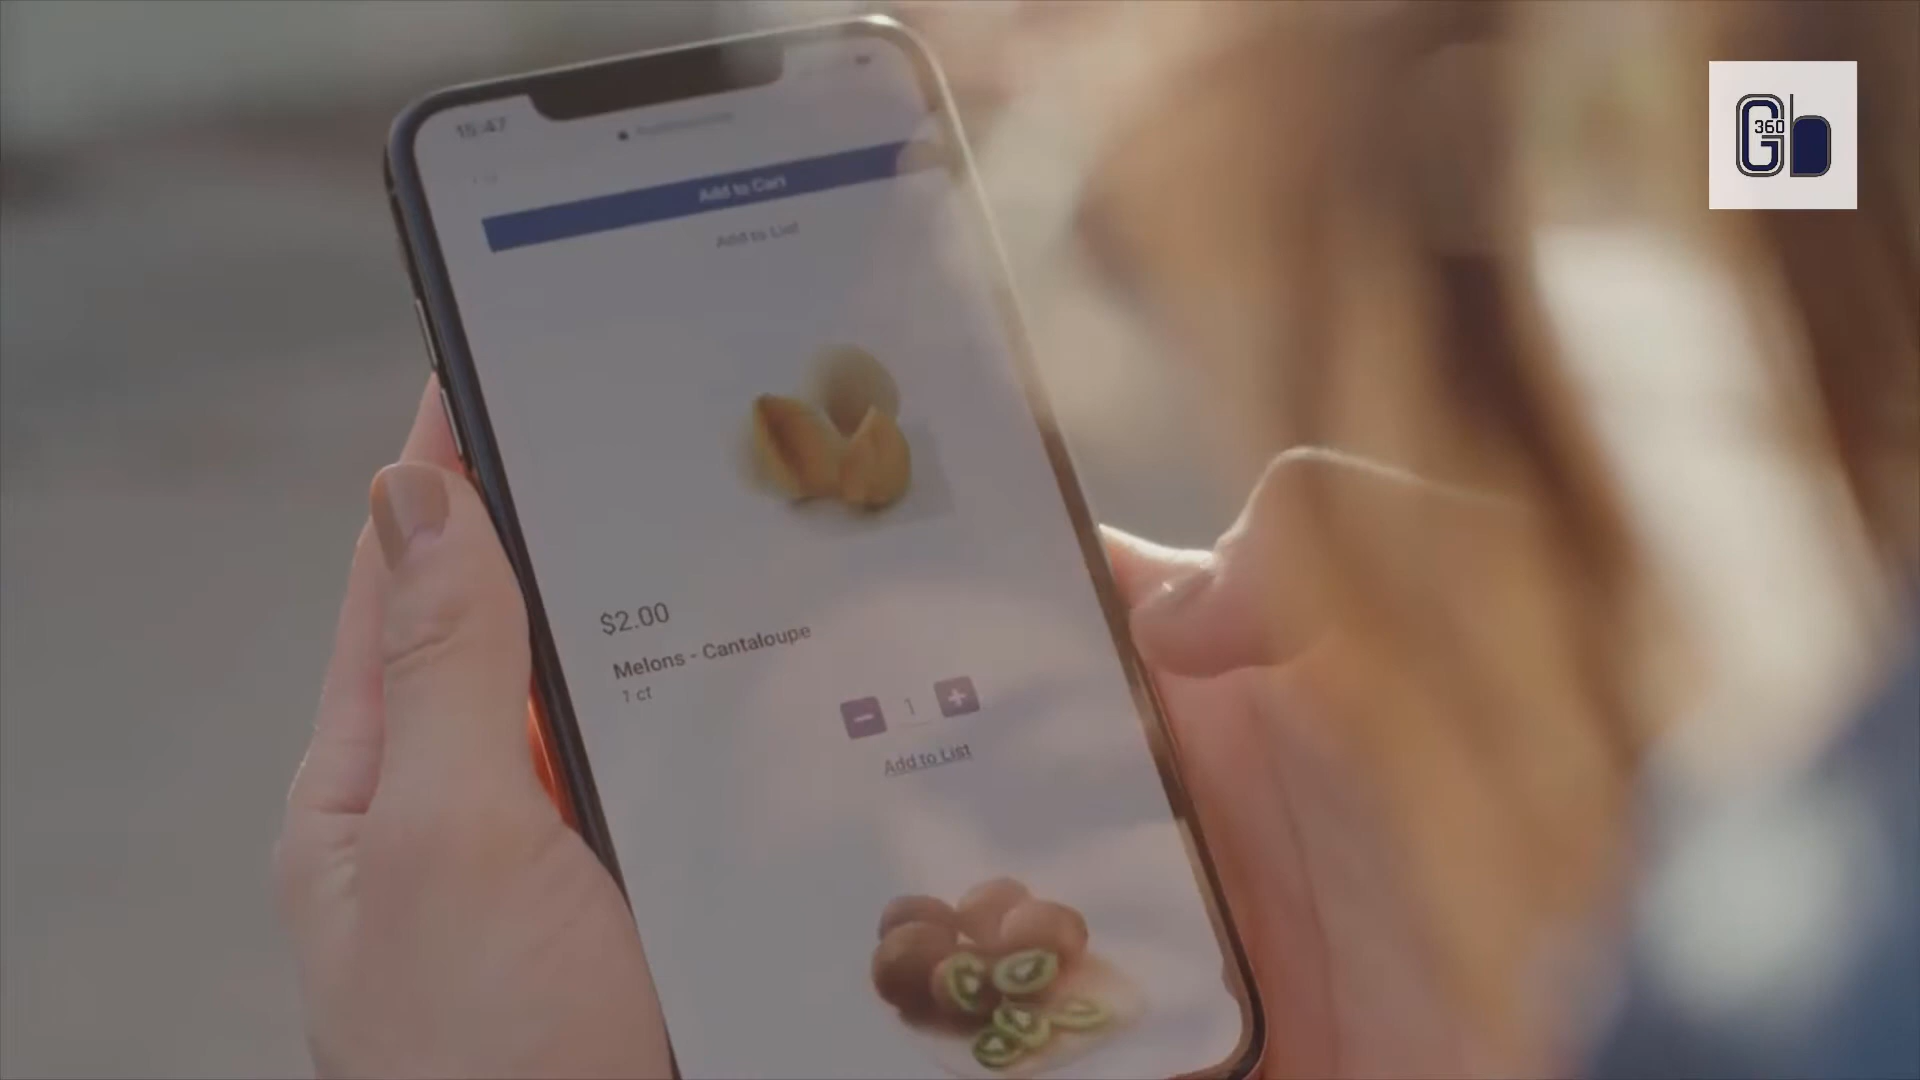 G 360 b
15:47
Add to Cart
Add to List
$2.00
Melons - Cantaloupe
1 ct
1
Add to List